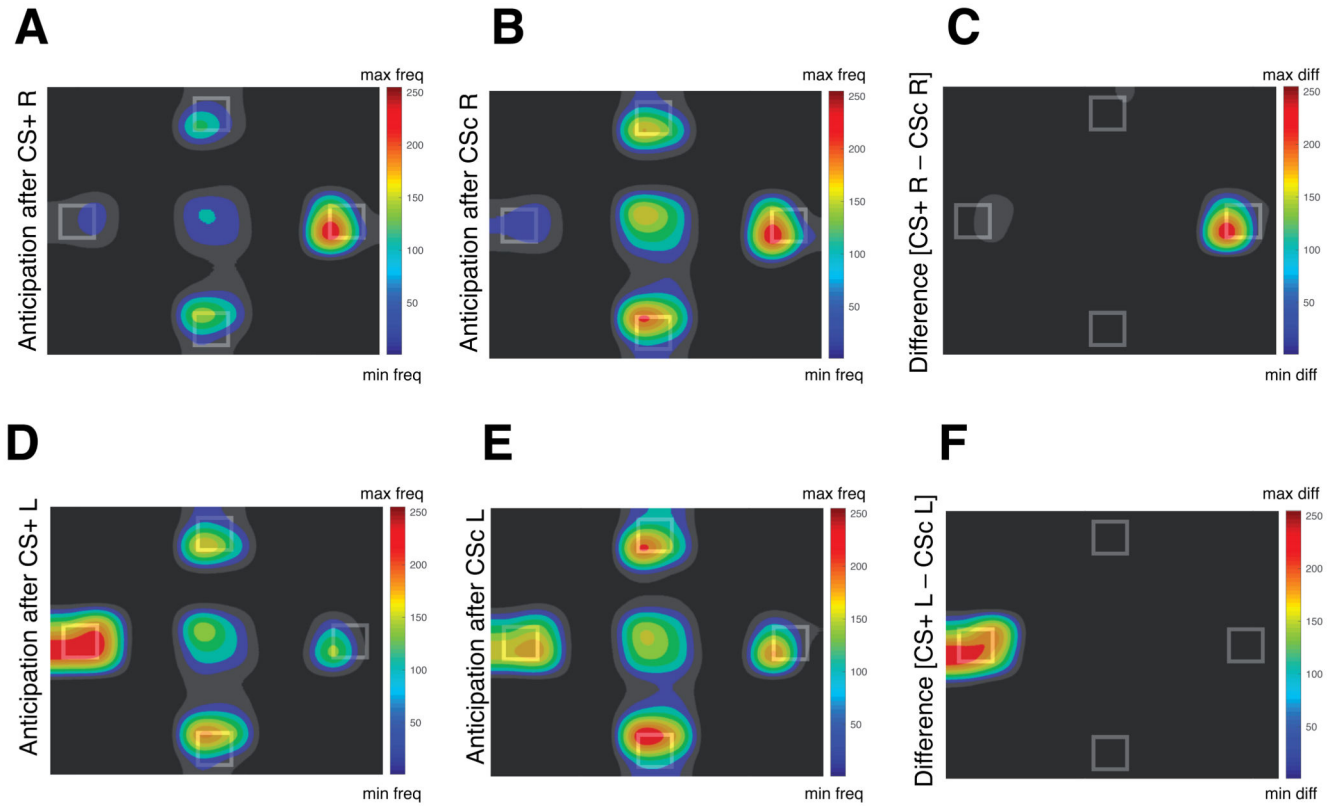 A
B
C
max freq
max freq
max diff
Anticipation after CS+ R
250
200
150
100
50
Anticipation after CSc R
250
200
150
100
50
Difference [CS+ R – CSc R]
250
200
150
100
50
min freq
min freq
min diff
D
E
F
max freq
max freq
max diff
Anticipation after CS+ L
250
200
150
100
50
Anticipation after CSc L
250
200
150
100
50
Difference [CS+ L – CSc L]
250
200
150
100
50
min freq
min freq
min diff